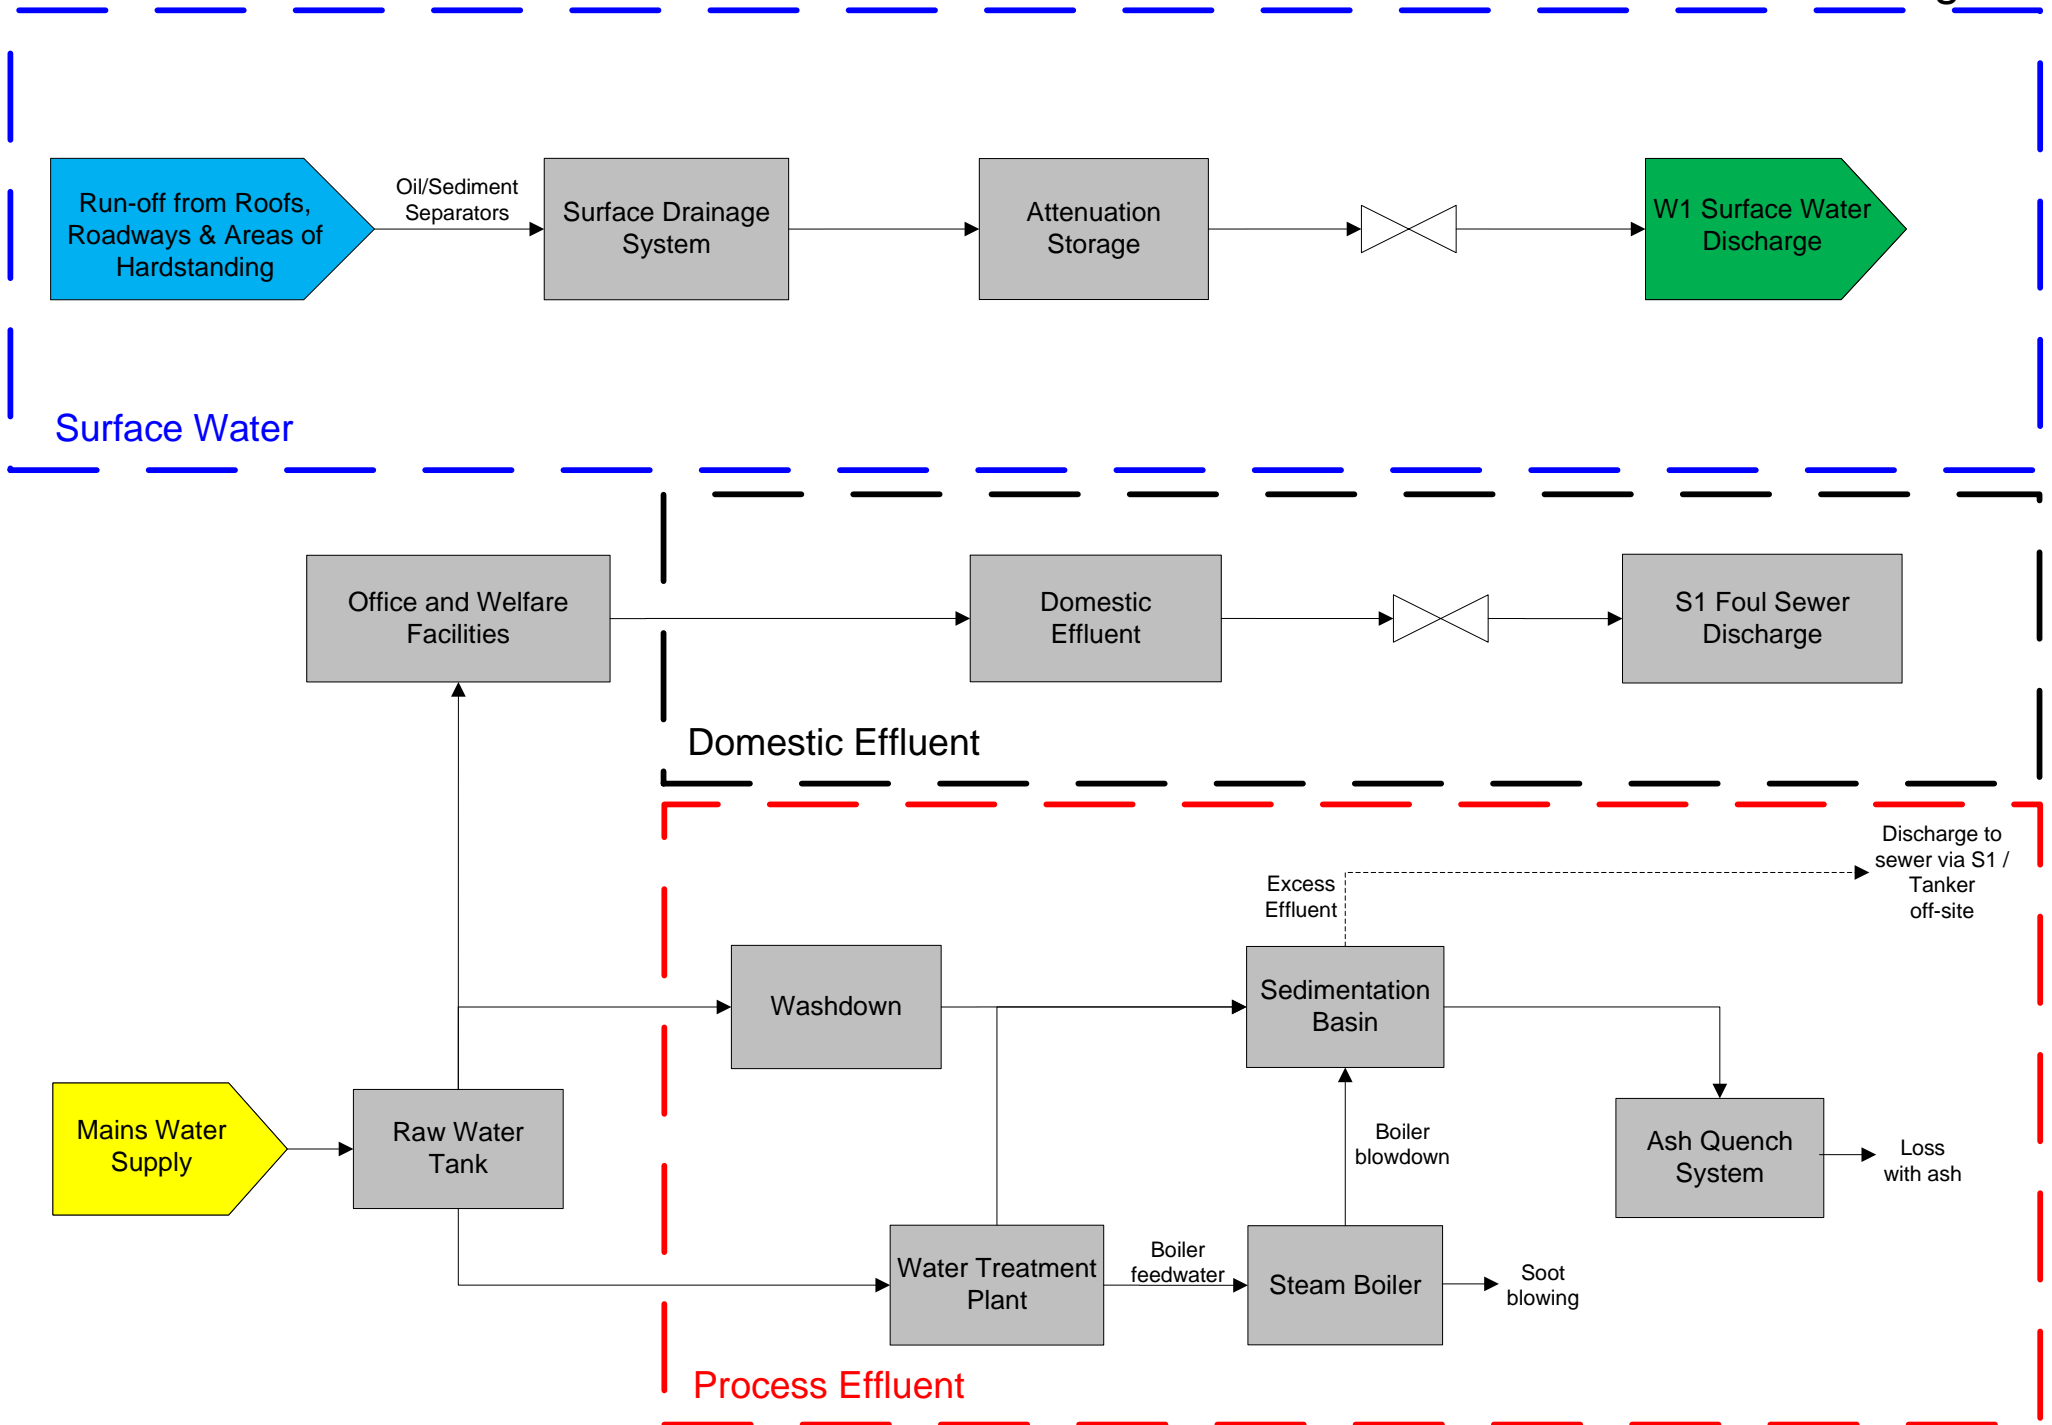 Run-off from Roofs,
Roadways & Areas of
Hardstanding
Oil/Sediment
Separators
Surface Drainage
System
Attenuation
Storage
W1 Surface Water
Discharge
Surface Water
Office and Welfare
Facilities
Domestic
Effluent
S1 Foul Sewer
Discharge
Domestic Effluent
Discharge to
sewer via S1 /
Tanker
off-site
Excess
Effluent
Washdown
Sedimentation
Basin
Mains Water
Supply
Raw Water
Tank
Boiler
blowdown
Ash Quench
System
Loss
with ash
Water Treatment
Plant
Boiler
feedwater
Steam Boiler
Soot
blowing
Process Effluent